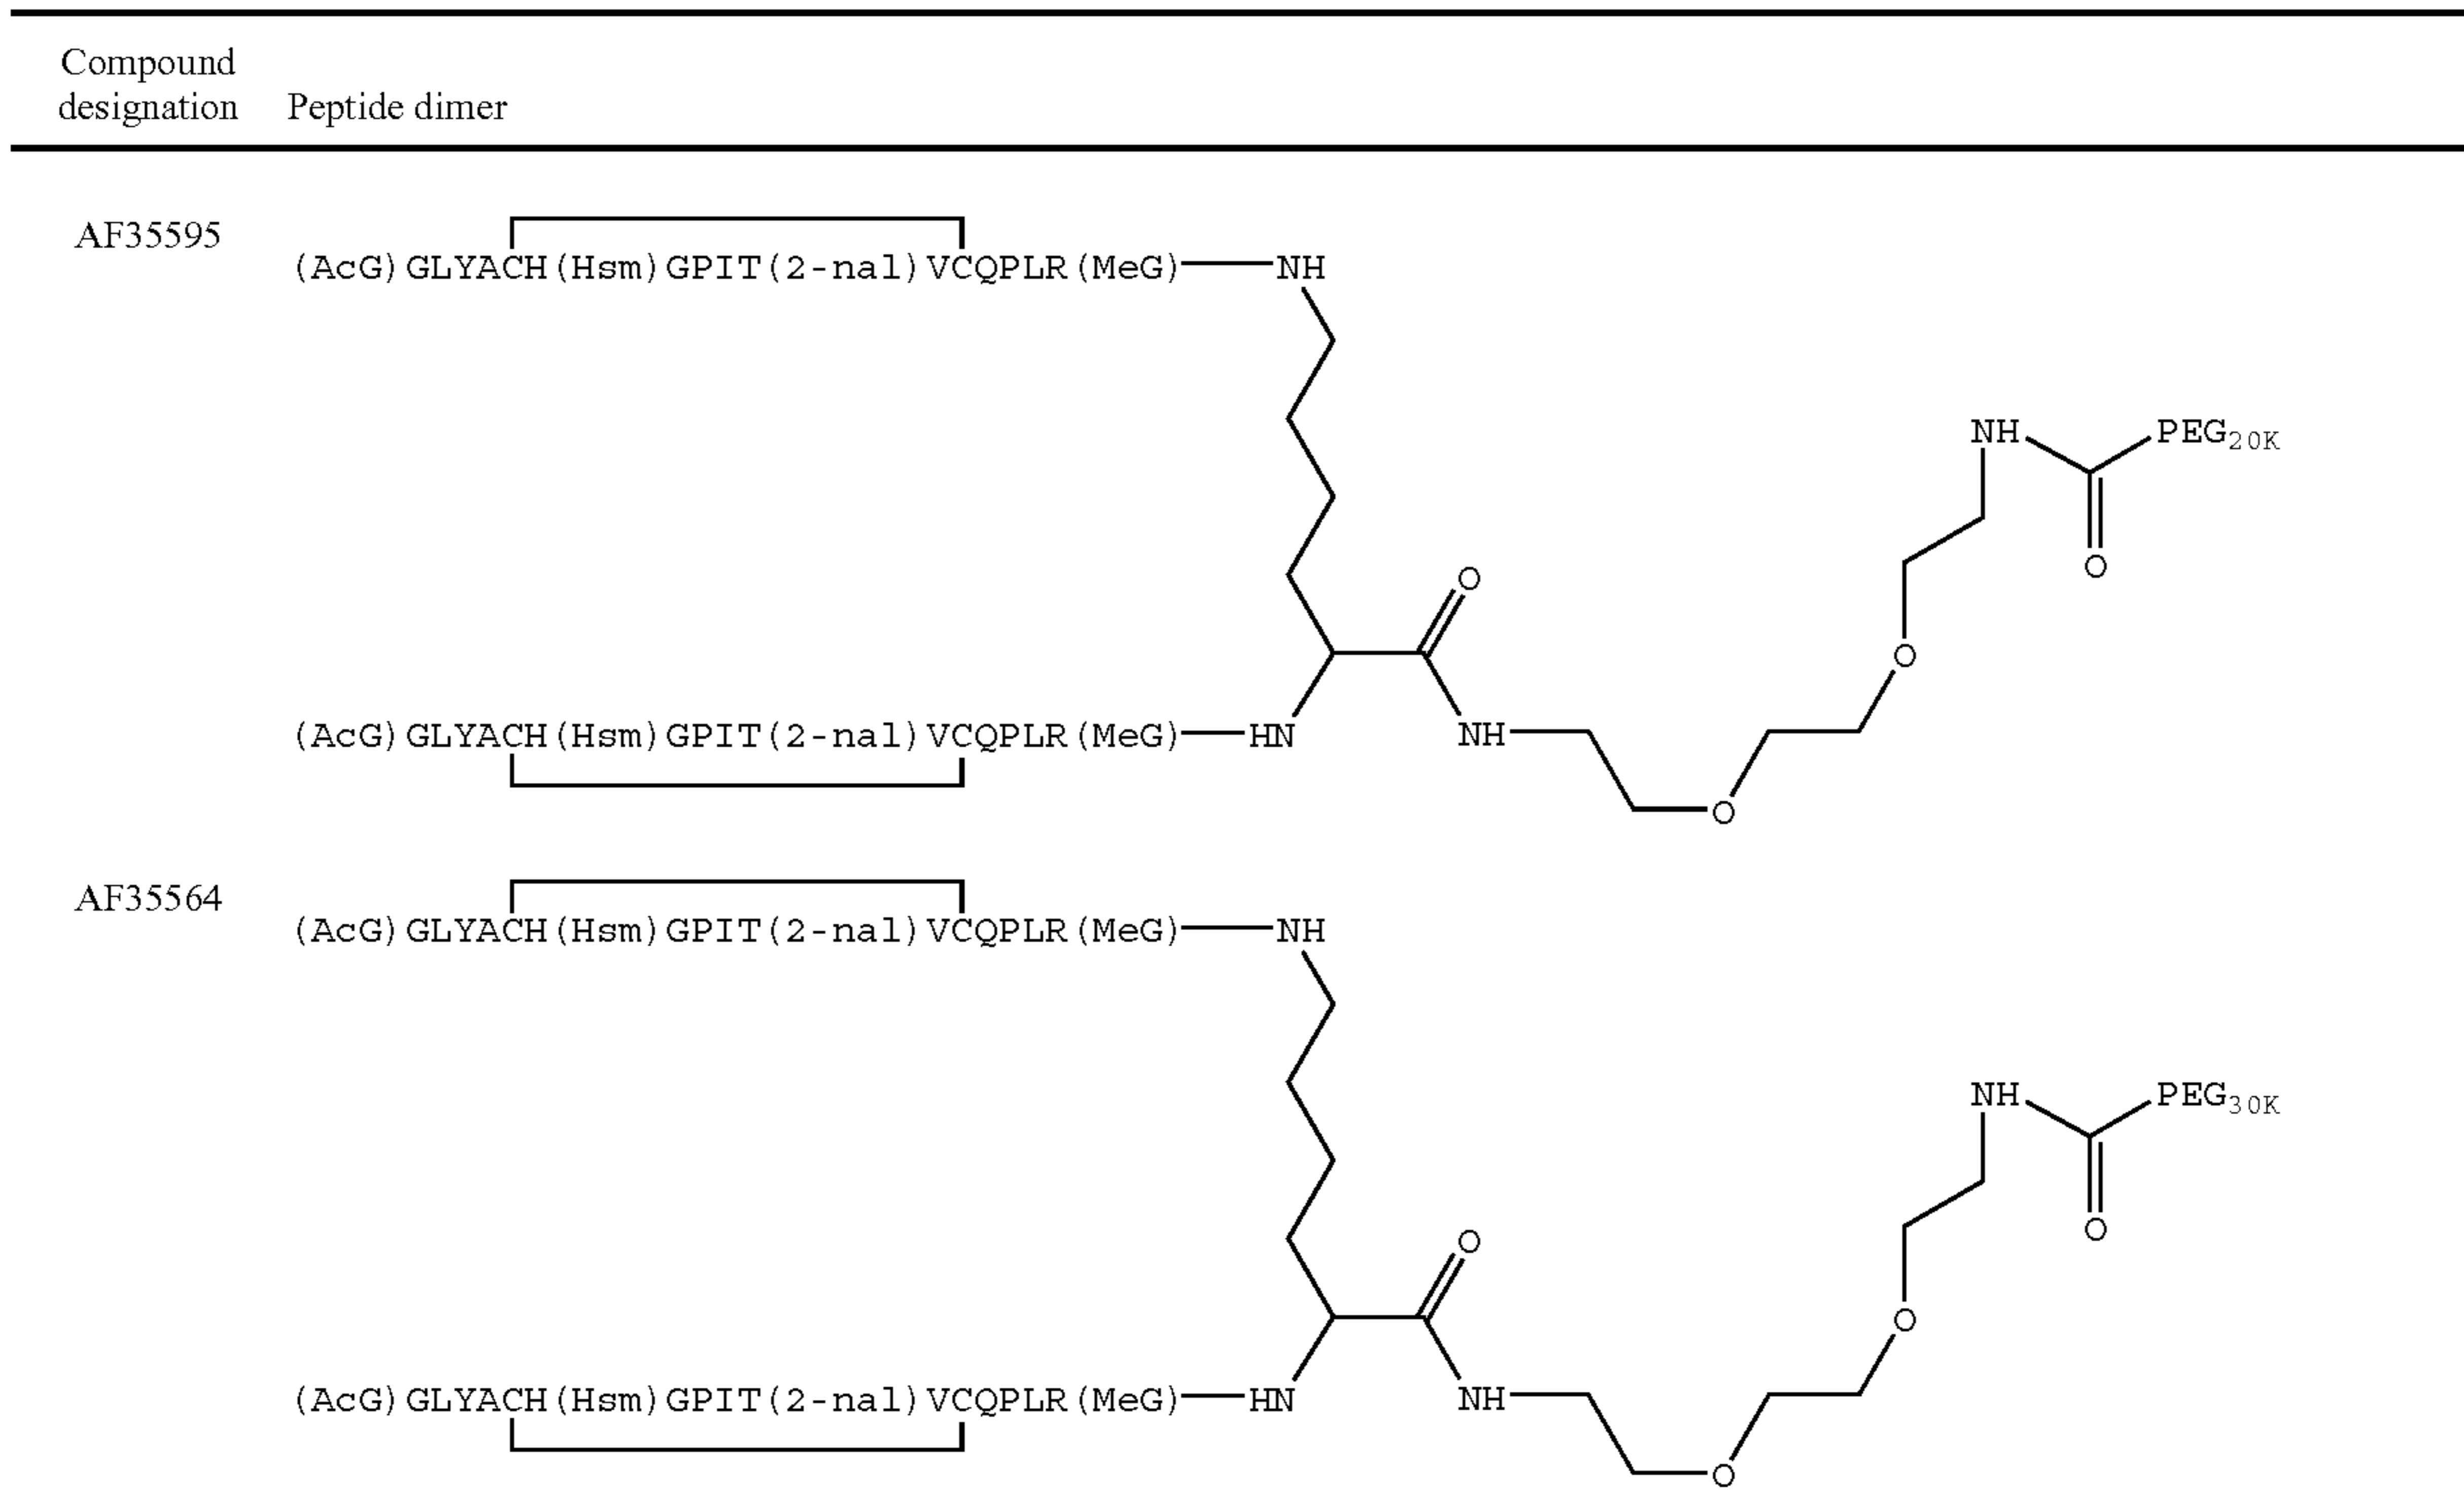 Compound
designation Peptide dimer
AF35595
(AcG)GLYACH(Hsm)GPIT(2-nal)VCQPLR(MeG) NH
NH PEG20K
O
O
O
(AcG)GLYACH(Hsm)GPIT(2-nal)VCQPLR(MeG) HN NH
O
AF35564
(AcG)GLYACH(Hsm)GPIT(2-nal)VCQPLR(MeG) NH
NH PEG30K
O
O
O
(AcG)GLYACH(Hsm)GPIT(2-nal)VCQPLR(MeG) HN NH
O